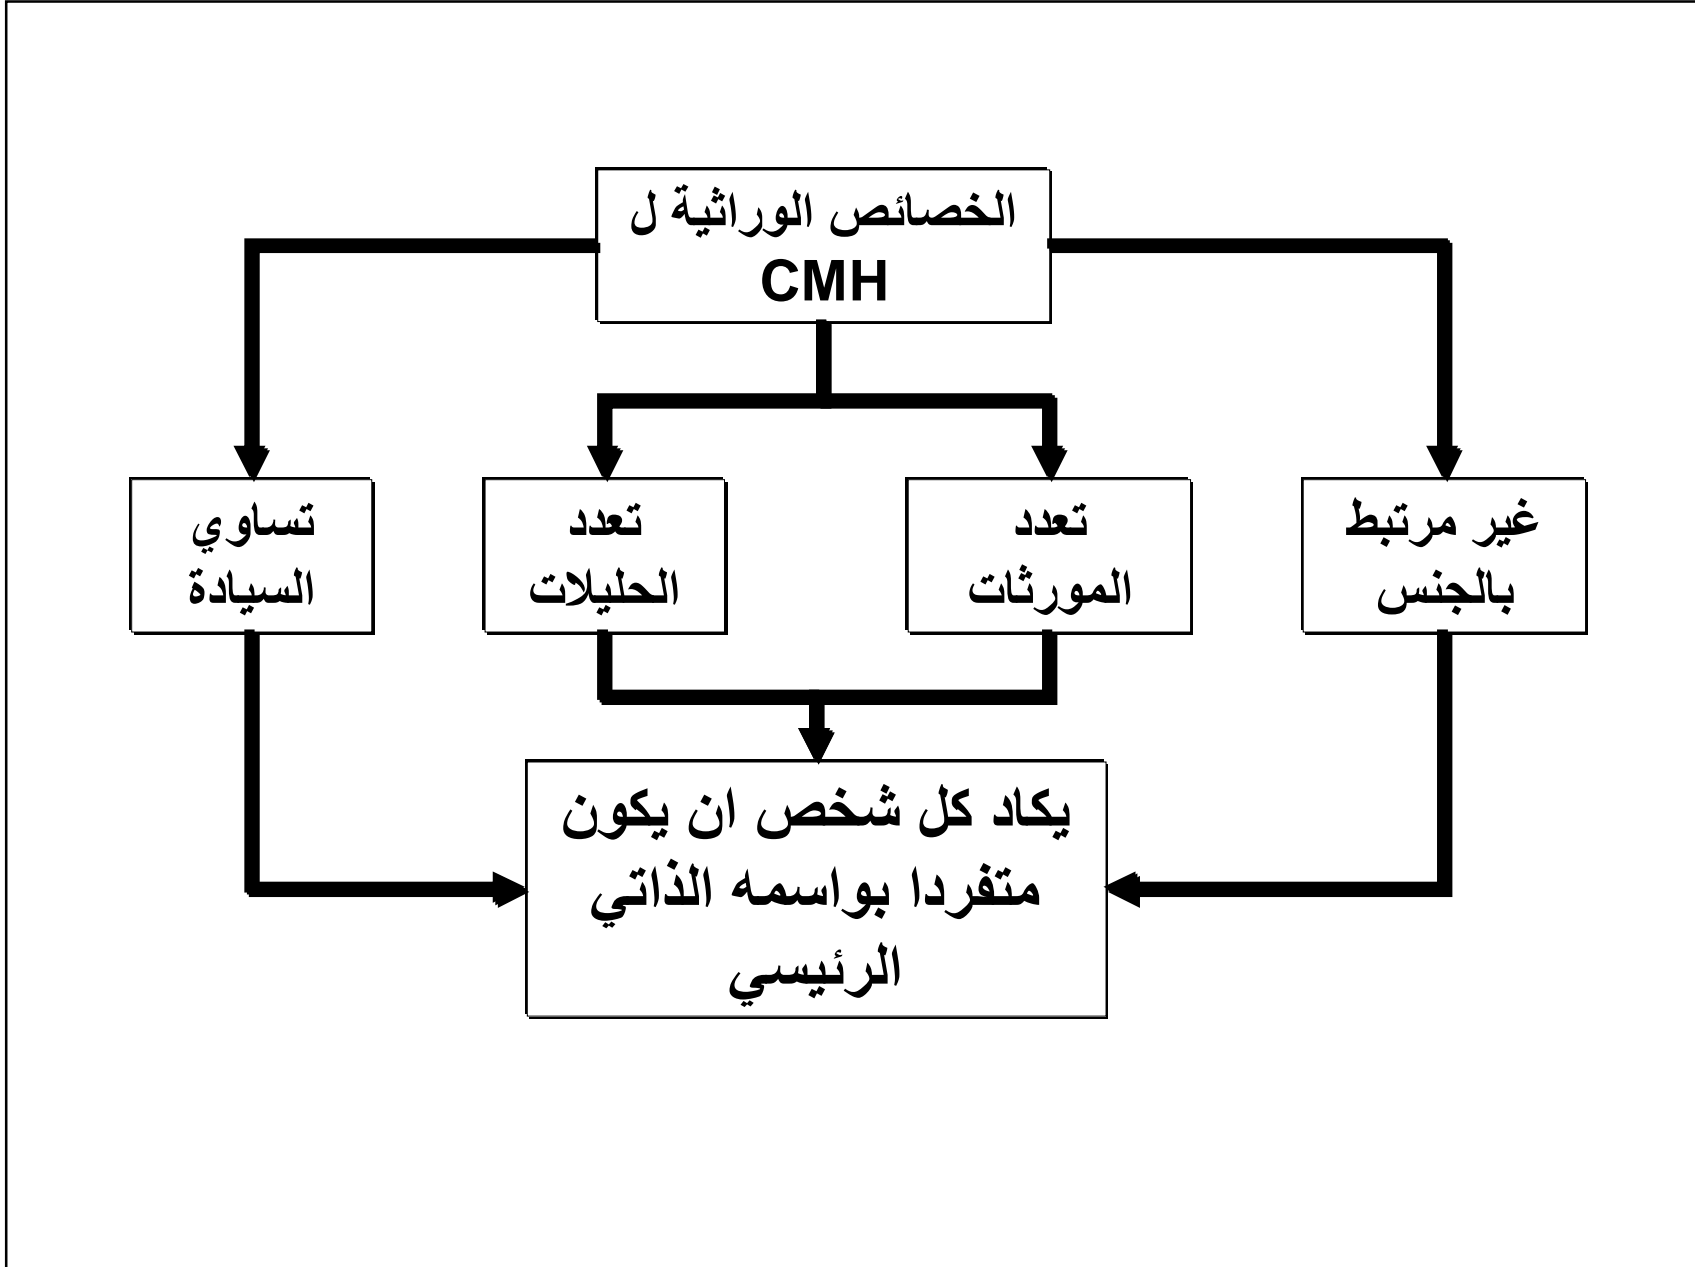 الخصائص الوراثية ل
CMH
غير مرتبط
بالجنس
تعدد
المورثات
تعدد
الحليلات
تساوي
السيادة
يكاد كل شخص ان يكون
متفردا بواسمه الذاتي
الرئيسي